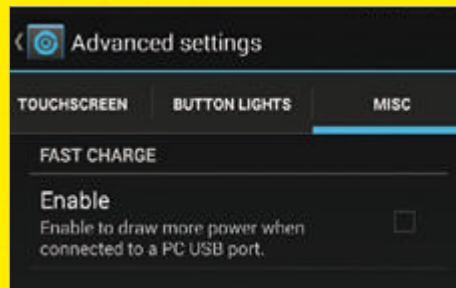 Advanced settings
TOUCHSCREEN BUTTON LIGHTS MISC
FAST CHARGE
Enable
Enable to draw more power when
connected to a PC USB port.